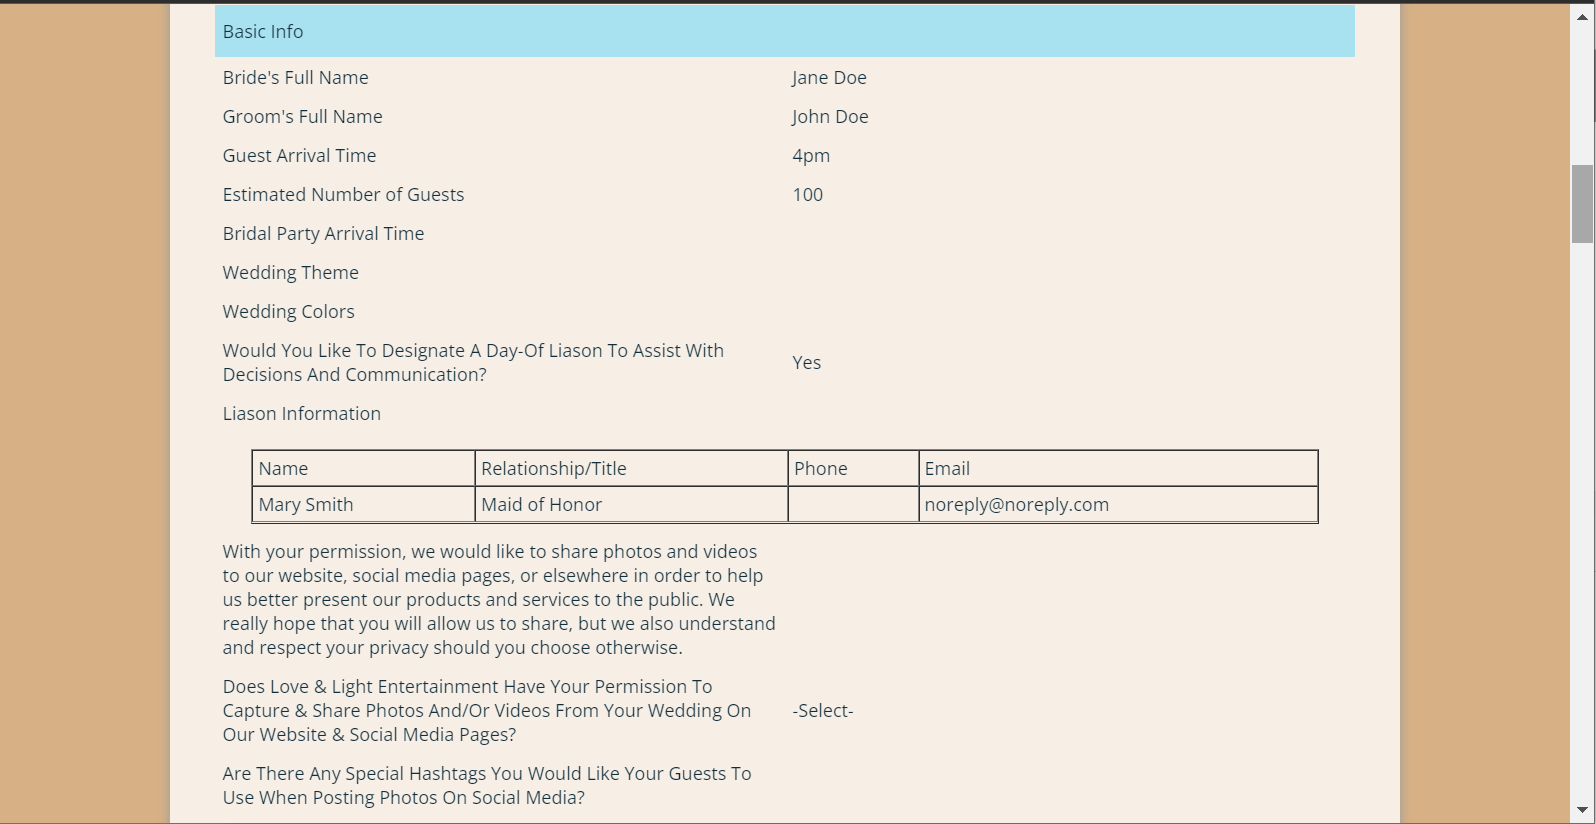 Basic Info
Bride's Full Name Jane Doe
Groom's Full Name John Doe
Guest Arrival Time 4pm
Estimated Number of Guests 100
Bridal Party Arrival Time
Wedding Theme
Wedding Colors
Would You Like To Designate A Day-Of Liason To Assist With
Decisions And Communication?
Yes
Liason Information
Name Relationship/Title Phone Email
Mary Smith Maid of Honor noreply@noreply.com
With your permission, we would like to share photos and videos
to our website, social media pages, or elsewhere in order to help
us better present our products and services to the public. We
really hope that you will allow us to share, but we also understand
and respect your privacy should you choose otherwise.
Does Love & Light Entertainment Have Your Permission To
Capture & Share Photos And/Or Videos From Your Wedding On
Our Website & Social Media Pages?
-Select-
Are There Any Special Hashtags You Would Like Your Guests To
Use When Posting Photos On Social Media?